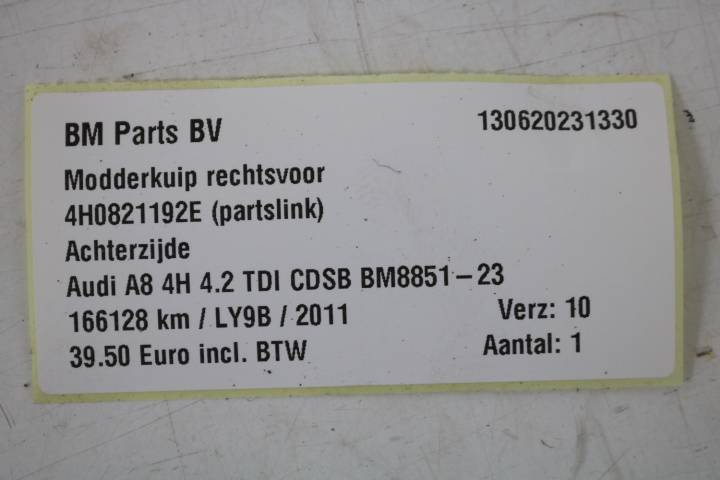 BM Parts BV 130620231330
Modderkuip rechtsvoor
4H0821192E (partslink)
Achterzijde
Audi A8 4H 4.2 TDI CDSB BM8851-23
166128 km / LY9B / 2011 Verz: 10
39.50 Euro incl. BTW Aantal: 1